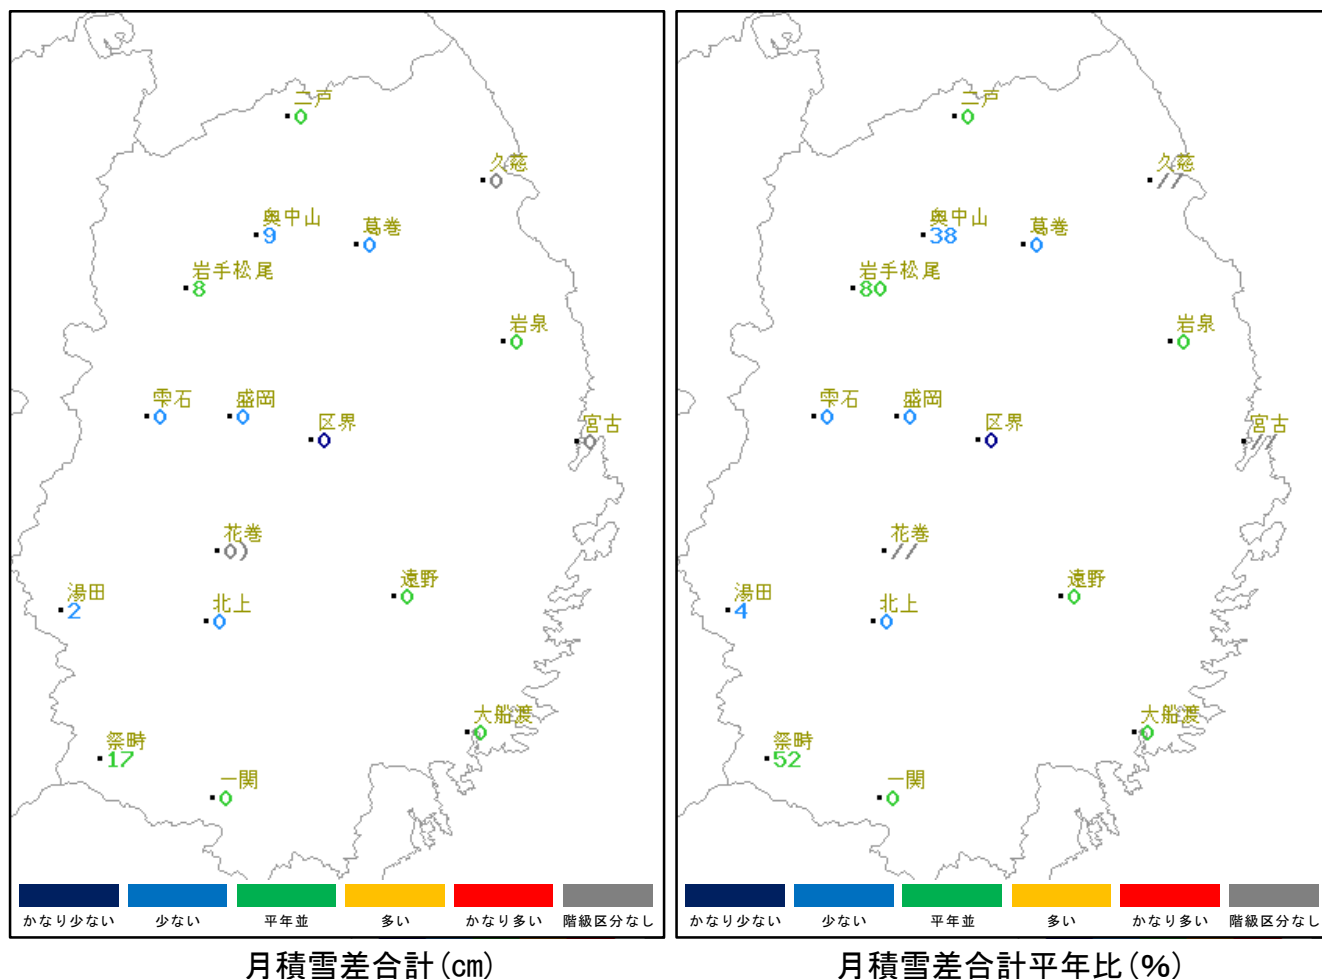 二戸
0
久慈
0
奥中山
9
葛巻
0
岩手松尾
8
岩泉
0
雫石
0
盛岡
0
区界
0
宮古
0
花巻
0)
湯田
2
北上
0
遠野
0
大船渡
0
祭畤
17
一関
0
かなり少ない 少ない 平年並 多い かなり多い 階級区分なし
月積雪差合計(cm)
二戸
0
久慈
//
奥中山
38
葛巻
0
岩手松尾
80
岩泉
0
雫石
0
盛岡
0
区界
0
宮古
///
花巻
//
湯田
4
北上
0
遠野
0
大船渡
0
祭畤
52
一関
0
かなり少ない 少ない 平年並 多い かなり多い 階級区分なし
月積雪差合計平年比(%)